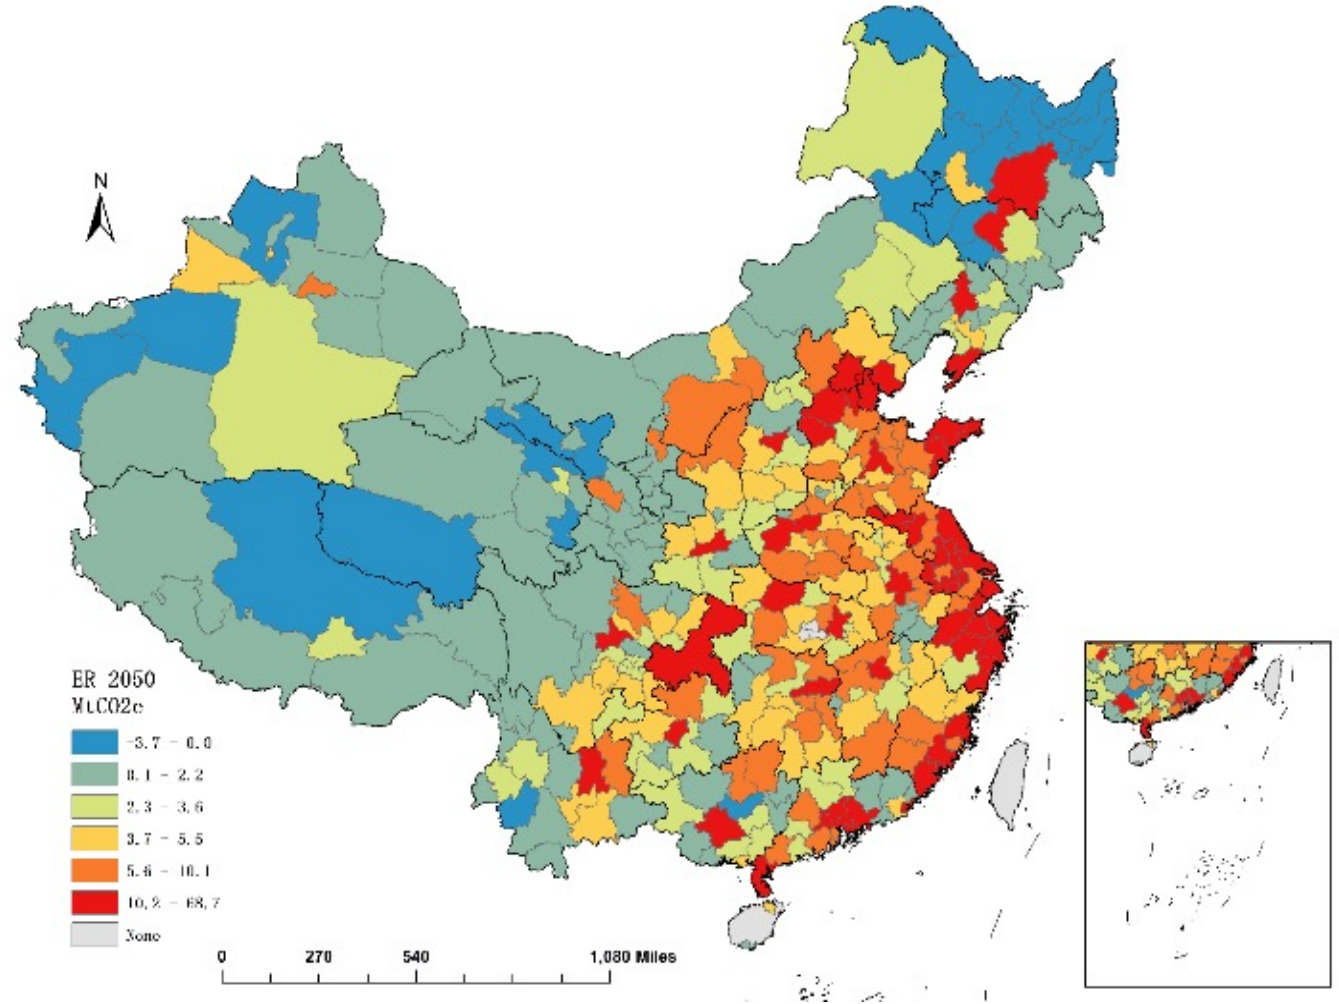 N
ER 2050
MtCO2e
-3.7 - 0.0
0.1 - 2.2
2.3 - 3.6
3.7 - 5.5
5.6 - 10.1
10.2 - 68.7
None
0 270 540 1,080 Miles